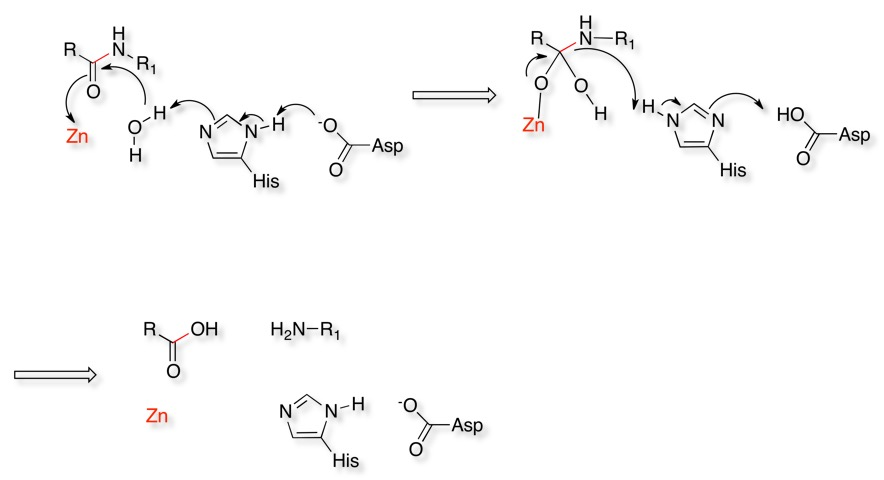 H
R N R1
O
Zn
H
O
H
N N H
His
-O
O Asp
H
R N R1
O O
H
Zn
H
N N
His
HO
O Asp
R OH
O
H2N R1
Zn
N N H
His
-O
O Asp